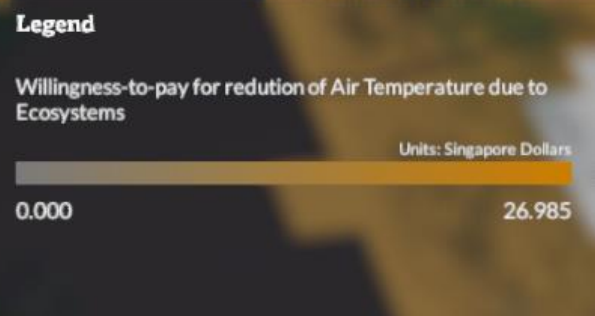 Legend
Willingness-to-pay for redution of Air Temperature due to
Ecosystems
Units: Singapore Dollars
0.000 26.985